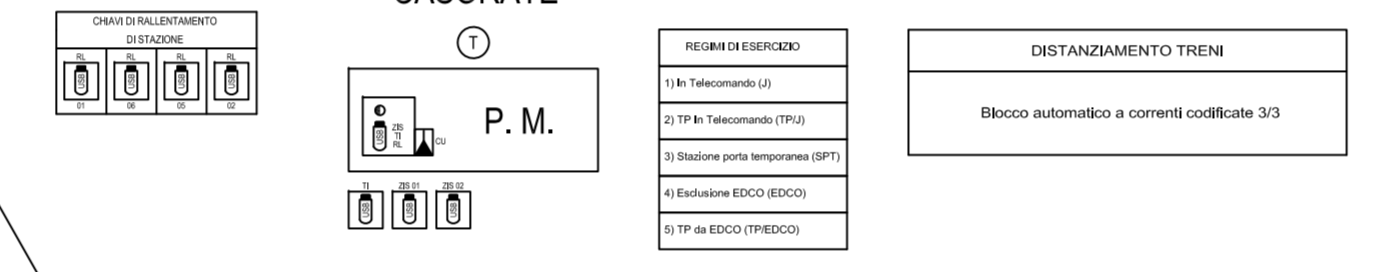 CHIAVI DI RALLENTAMENTO
DI STAZIONE
RL RL RL RL
USB USB USB USB
01 06 05 02
T
ZIS
TI
RL
USB
CU
P. M.
TI ZIS 01 ZIS 02
USB USB USB
REGIMI DI ESERCIZIO
1) In Telecomando (J)
2) TP In Telecomando (TP/J)
3) Stazione porta temporanea (SPT)
4) Esclusione EDCO (EDCO)
5) TP da EDCO (TP/EDCO)
DISTANZIAMENTO TRENI
Blocco automatico a correnti codificate 3/3